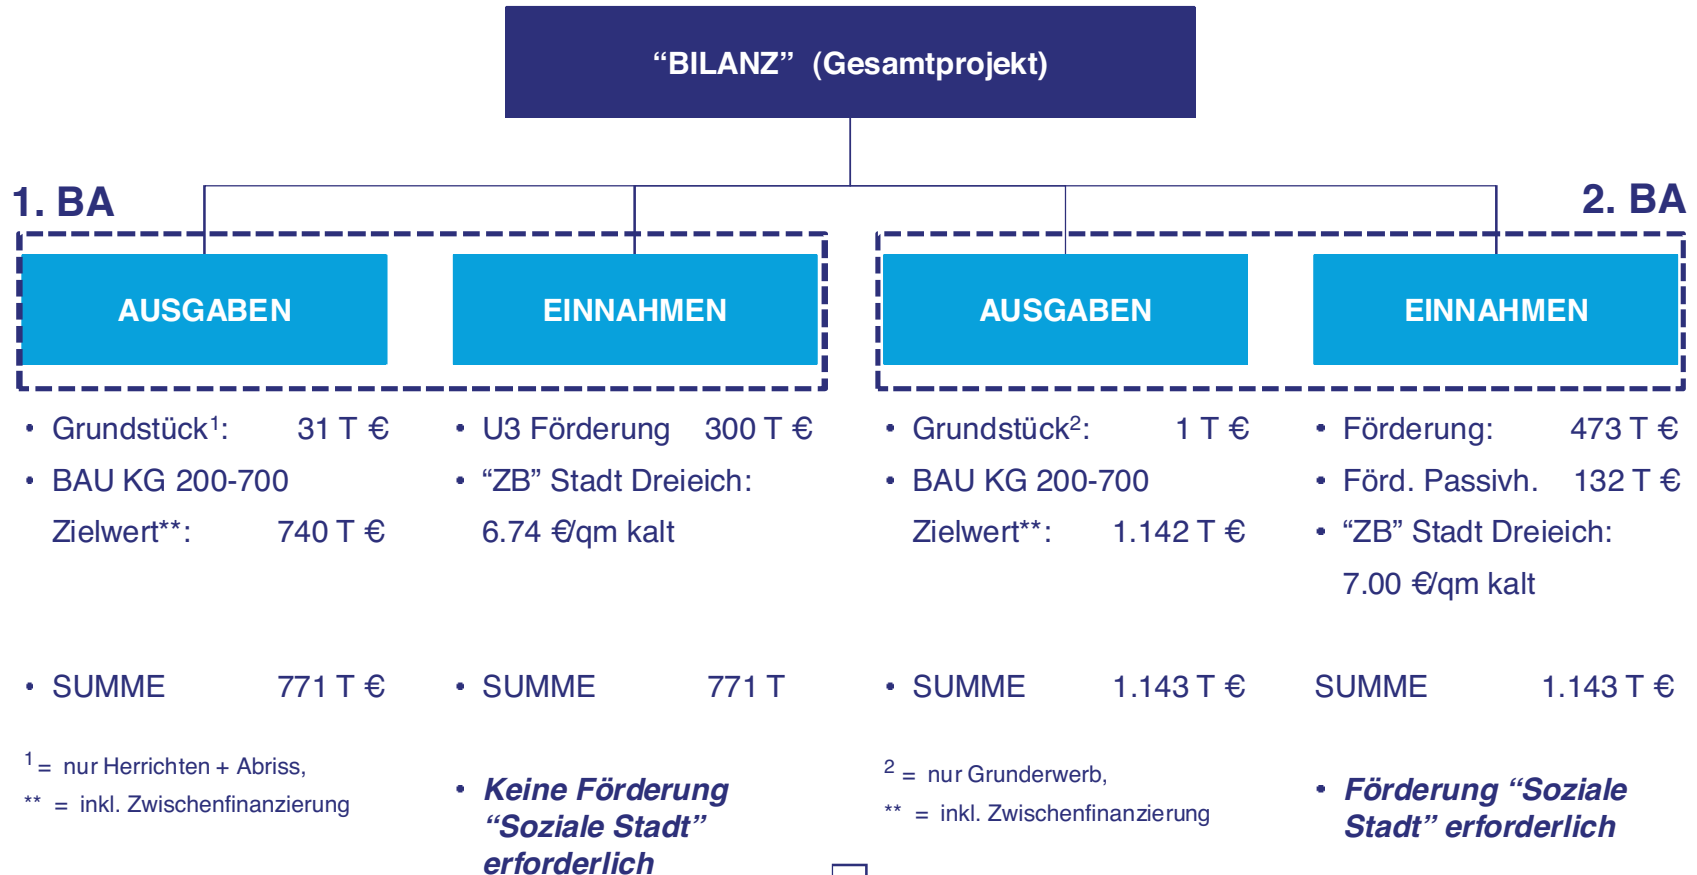 “BILANZ” (Gesamtprojekt)
1. BA
2. BA
AUSGABEN
EINNAHMEN
AUSGABEN
EINNAHMEN
• Grundstück¹: 31 T €
• BAU KG 200-700
Zielwert**: 740 T €
• SUMME 771 T €
¹ = nur Herrichten + Abriss,
** = inkl. Zwischenfinanzierung
• U3 Förderung 300 T €
• “ZB” Stadt Dreieich:
6.74 €/qm kalt
• SUMME 771 T
• Keine Förderung
“Soziale Stadt”
erforderlich
• Grundstück²: 1 T €
• BAU KG 200-700
Zielwert**: 1.142 T €
• SUMME 1.143 T €
² = nur Grunderwerb,
** = inkl. Zwischenfinanzierung
• Förderung: 473 T €
• Förd. Passivh. 132 T €
• “ZB” Stadt Dreieich:
7.00 €/qm kalt
SUMME 1.143 T €
• Förderung “Soziale
Stadt” erforderlich